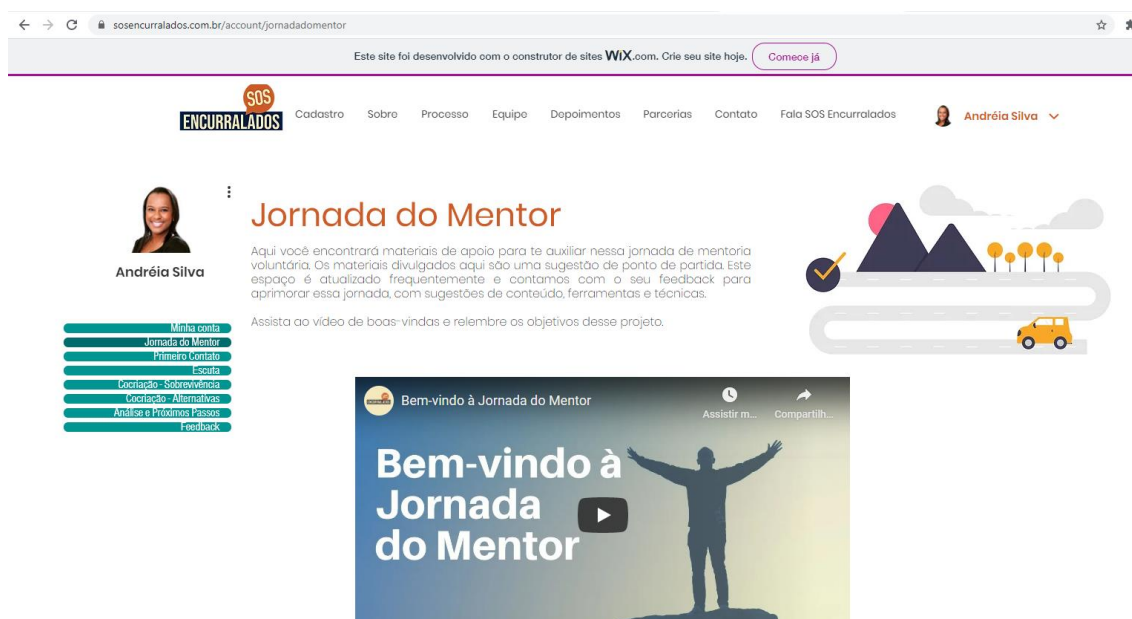 sosencurralados.com.br/account/jornadadomentor
Este site foi desenvolvido com o construtor de sites WiX.com. Crie seu site hoje. Comece já
SOS
ENCURRALADOS
Cadastro Sobre Processo Equipe Depoimentos Parcerias Contato Fala SOS Encurralados Andréia Silva
Andréia Silva
Minha conta
Jornada do Mentor
Primeiro Contato
Escuta
Cocriação - Sobrevivência
Cocriação - Alternativas
Análise e Próximos Passos
Feedback
Jornada do Mentor
Aqui você encontrará materiais de apoio para te auxiliar nessa jornada de mentoria
voluntária. Os materiais divulgados aqui são uma sugestão de ponto de partida. Este
espaço é atualizado frequentemente e contamos com o seu feedback para
aprimorar essa jornada, com sugestões de conteúdo, ferramentas e técnicas.
Assista ao vídeo de boas-vindas e relembre os objetivos desse projeto.
Bem-vindo à Jornada do Mentor
Assistir m... Compartilh...
Bem-vindo à
Jornada
do Mentor